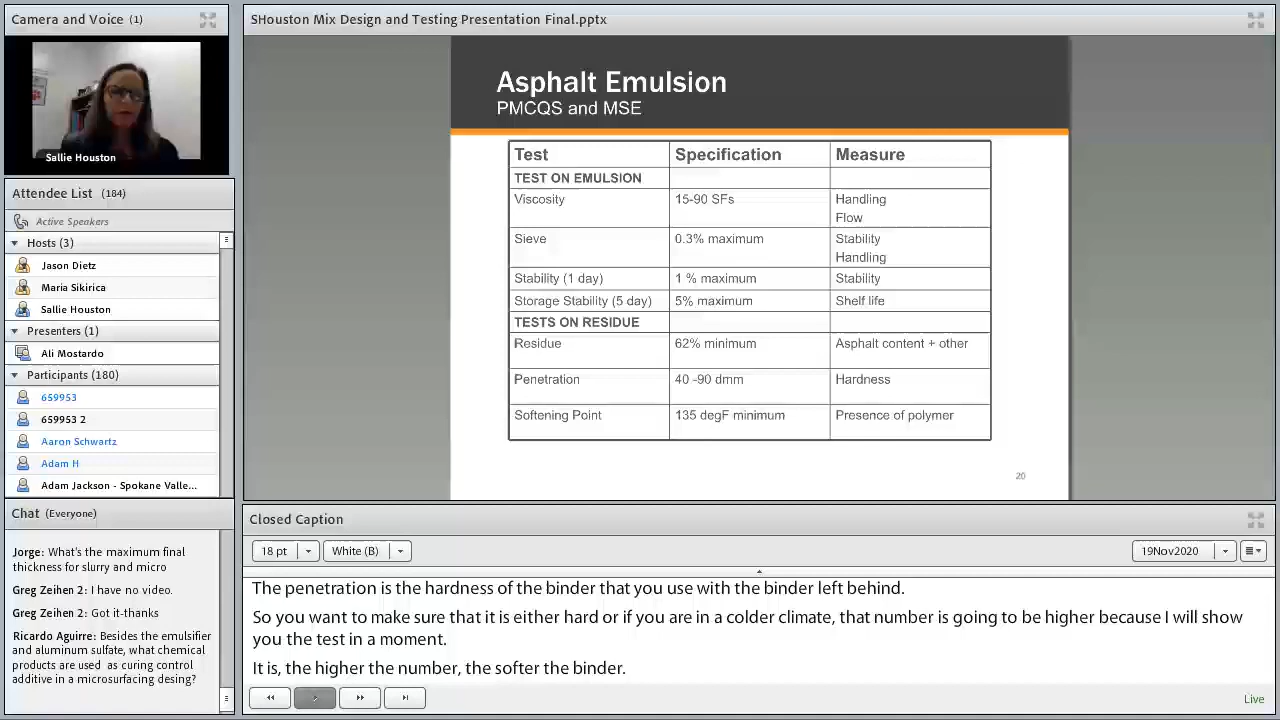 Camera and Voice (1)
Sallie Houston
Attendee List (184)
Active Speakers
Hosts (3)
Jason Dietz
Maria Sikirica
Sallie Houston
Presenters (1)
Ali Mostardo
Participants (180)
659953
659953 2
Aaron Schwartz
Adam H
Adam Jackson - Spokane Valle...
Chat (Everyone)
Jorge: What's the maximum final
thickness for slurry and micro
Greg Zeihen 2: I have no video.
Greg Zeihen 2: Got it-thanks
Ricardo Aguirre: Besides the emulsifier
and aluminum sulfate, what chemical
products are used as curing control
additive in a microsurfacing desing?
SHouston Mix Design and Testing Presentation Final.pptx
Asphalt Emulsion
PMCQS and MSE
Test Specification Measure
TEST ON EMULSION
Viscosity 15-90 SFs Handling
Flow
Sieve 0.3% maximum Stability
Handling
Stability (1 day) 1 % maximum Stability
Storage Stability (5 day) 5% maximum Shelf life
TESTS ON RESIDUE
Residue 62% minimum Asphalt content + other
Penetration 40 -90 dmm Hardness
Softening Point 135 degF minimum Presence of polymer
20
Closed Caption
18 pt White (B) 19Nov2020
The penetration is the hardness of the binder that you use with the binder left behind.
So you want to make sure that it is either hard or if you are in a colder climate, that number is going to be higher because I will show
you the test in a moment.
It is, the higher the number, the softer the binder.
Live